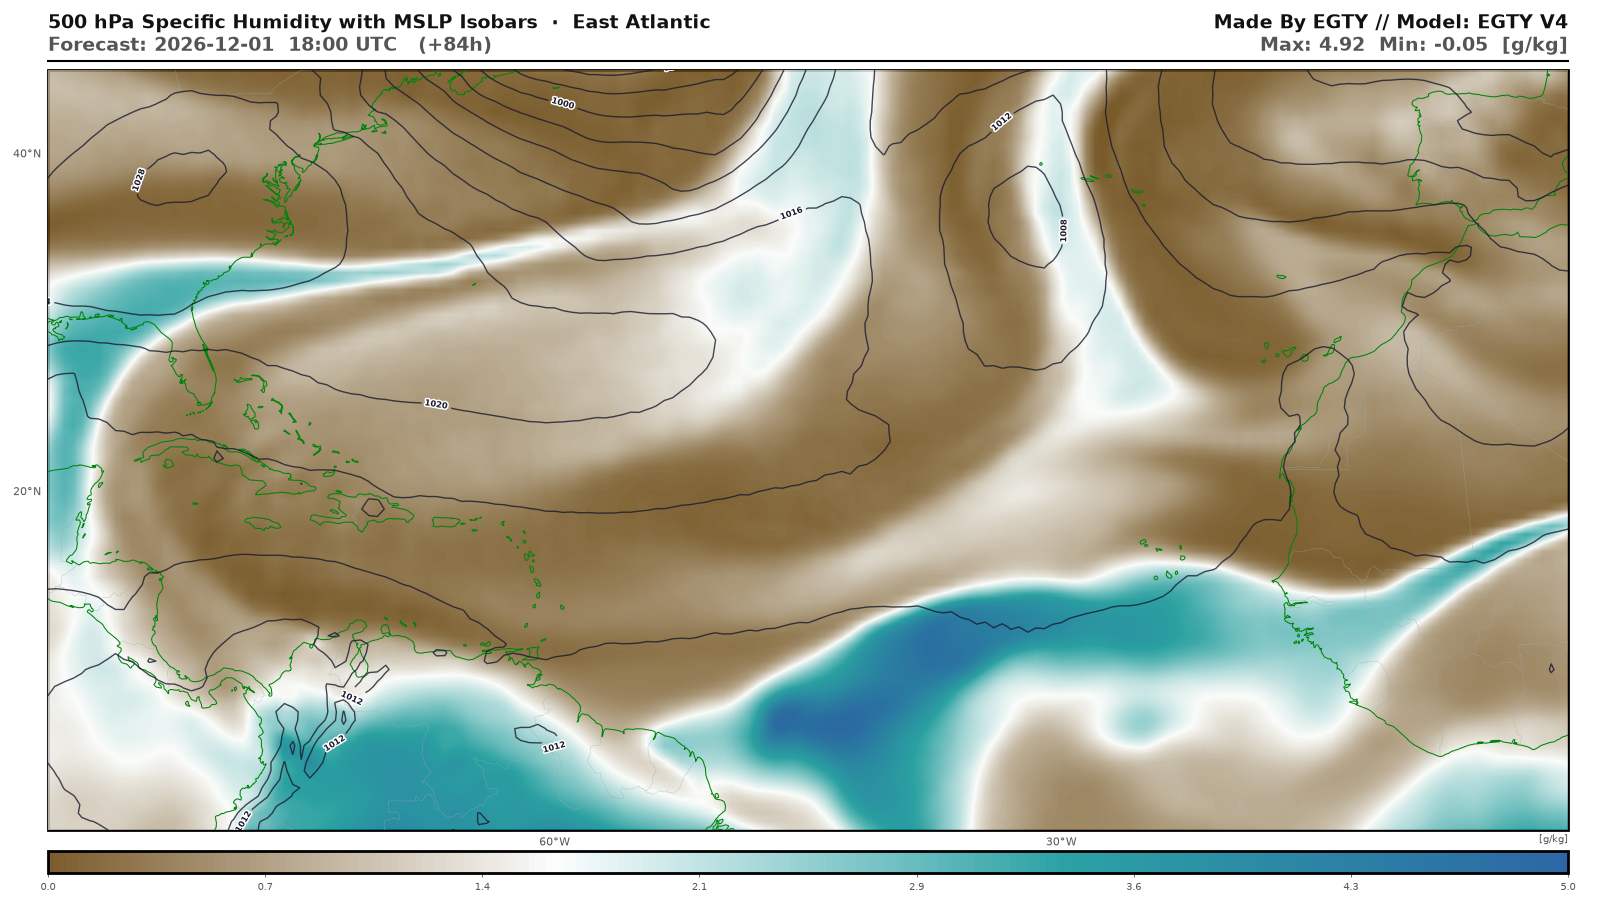 500 hPa Specific Humidity with MSLP Isobars · East Atlantic
Made By EGTY // Model: EGTY V4
Forecast: 2026-12-01 18:00 UTC (+84h)
Max: 4.92 Min: -0.05 [g/kg]
1000
1012
40°N
1028
1016
1008
1020
20°N
1012
1012
1012
1012
60°W
30°W
[g/kg]
0.0 0.7 1.4 2.1 2.9 3.6 4.3 5.0